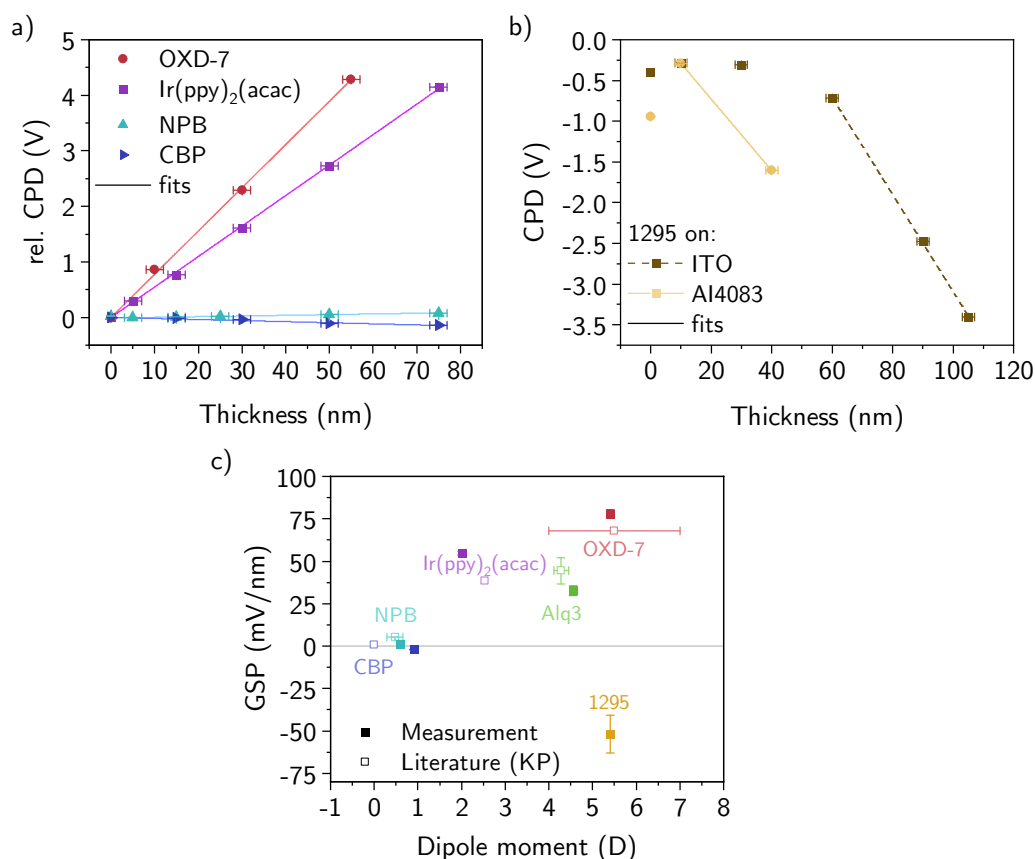 a)
rel. CPD (V)
5
4
3
2
1
0
OXD-7
Ir(ppy)₂(acac)
NPB
CBP
fits
0 10 20 30 40 50 60 70 80
Thickness (nm)
b)
CPD (V)
0.0
-0.5
-1.0
-1.5
-2.0
-2.5
-3.0
-3.5
1295 on:
ITO
AI4083
fits
0 20 40 60 80 100 120
Thickness (nm)
c)
GSP (mV/nm)
100
75
50
25
0
-25
-50
-75
OXD-7
Ir(ppy)₂(acac)
Alq3
NPB
CBP
1295
Measurement
Literature (KP)
-1 0 1 2 3 4 5 6 7 8
Dipole moment (D)